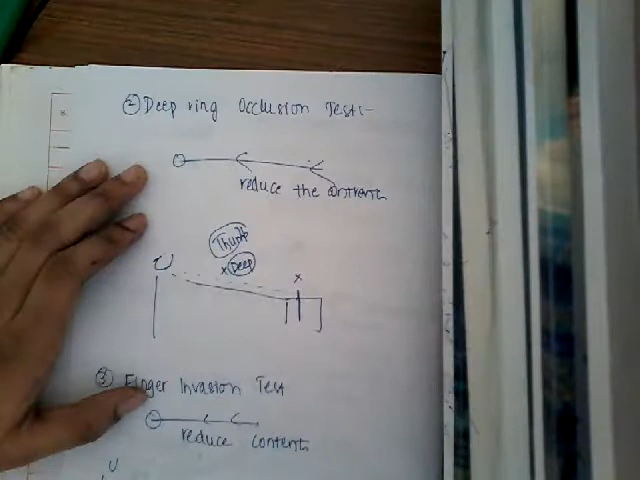 ② Deep ring Occlusion Test:-
reduce the contents
Thumb
x Deep
x
③ Finger Invasion Test
reduce contents
U